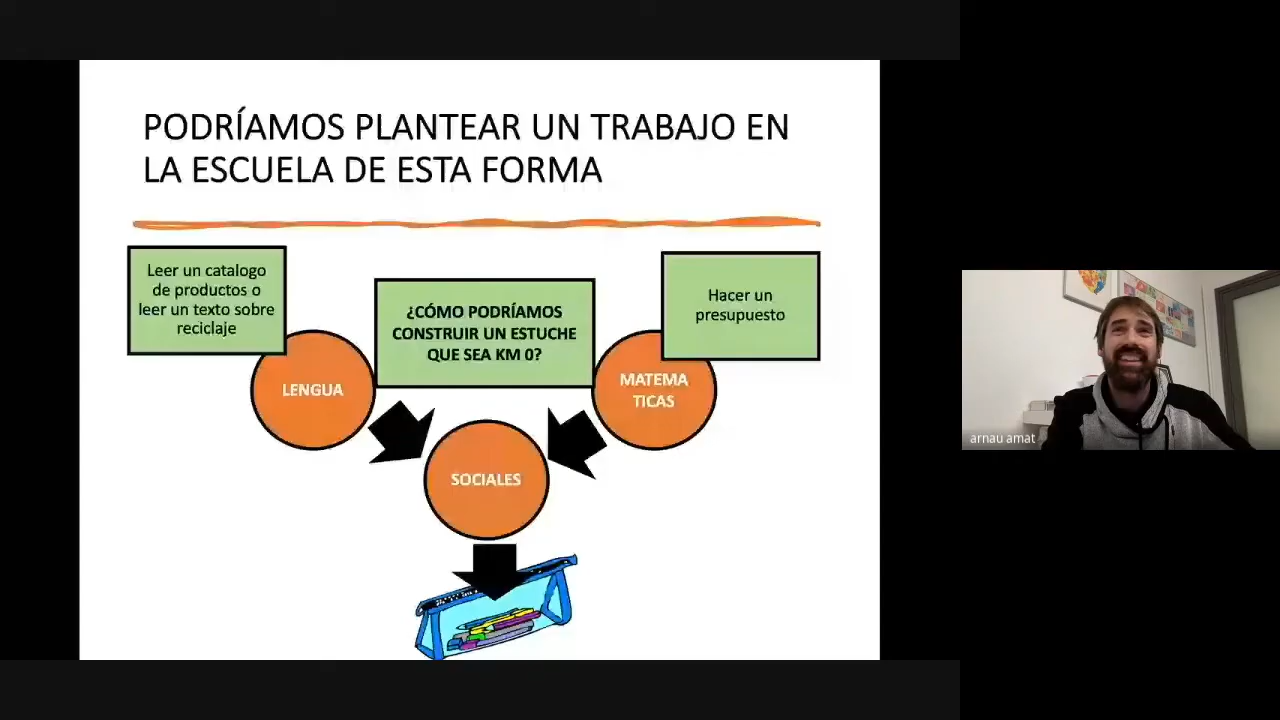 PODRÍAMOS PLANTEAR UN TRABAJO EN
LA ESCUELA DE ESTA FORMA
Leer un catalogo
de productos o
leer un texto sobre
reciclaje
¿CÓMO PODRÍAMOS
CONSTRUIR UN ESTUCHE
QUE SEA KM 0?
Hacer un
presupuesto
LENGUA
MATEMA
TICAS
SOCIALES
arnau amat